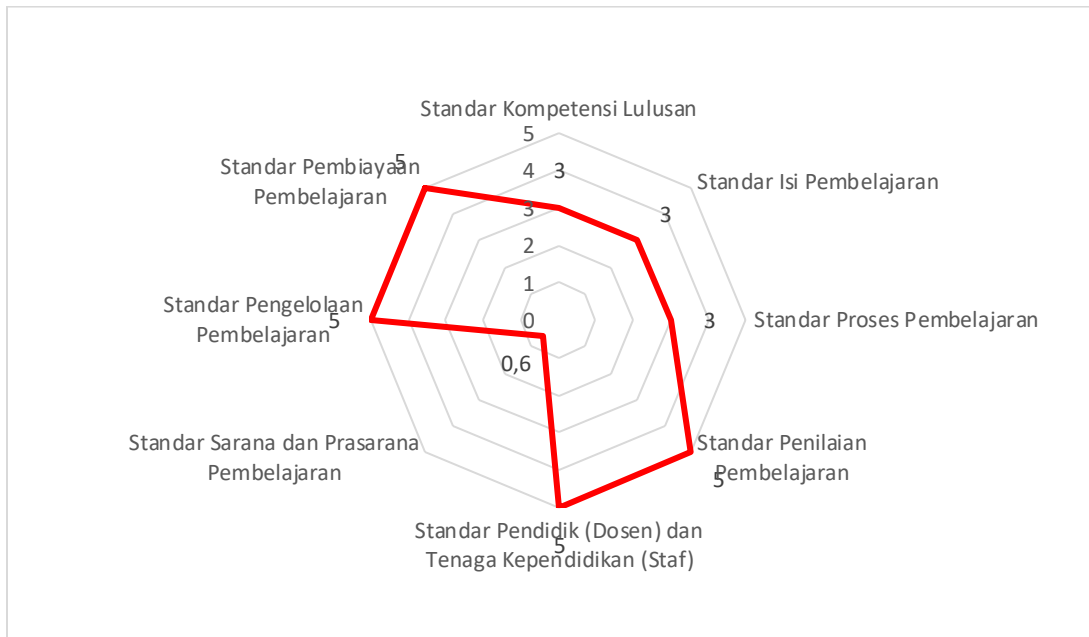 Standar Kompetensi Lulusan
5
4
3
2
1
0
3
Standar Isi Pembelajaran
3
Standar Proses Pembelajaran
3
Standar Penilaian
Pembelajaran
5
Standar Pendidik (Dosen) dan
Tenaga Kependidikan (Staf)
5
Standar Sarana dan Prasarana
Pembelajaran
0,6
Standar Pengelolaan
Pembelajaran
5
Standar Pembiayaan
Pembelajaran
5